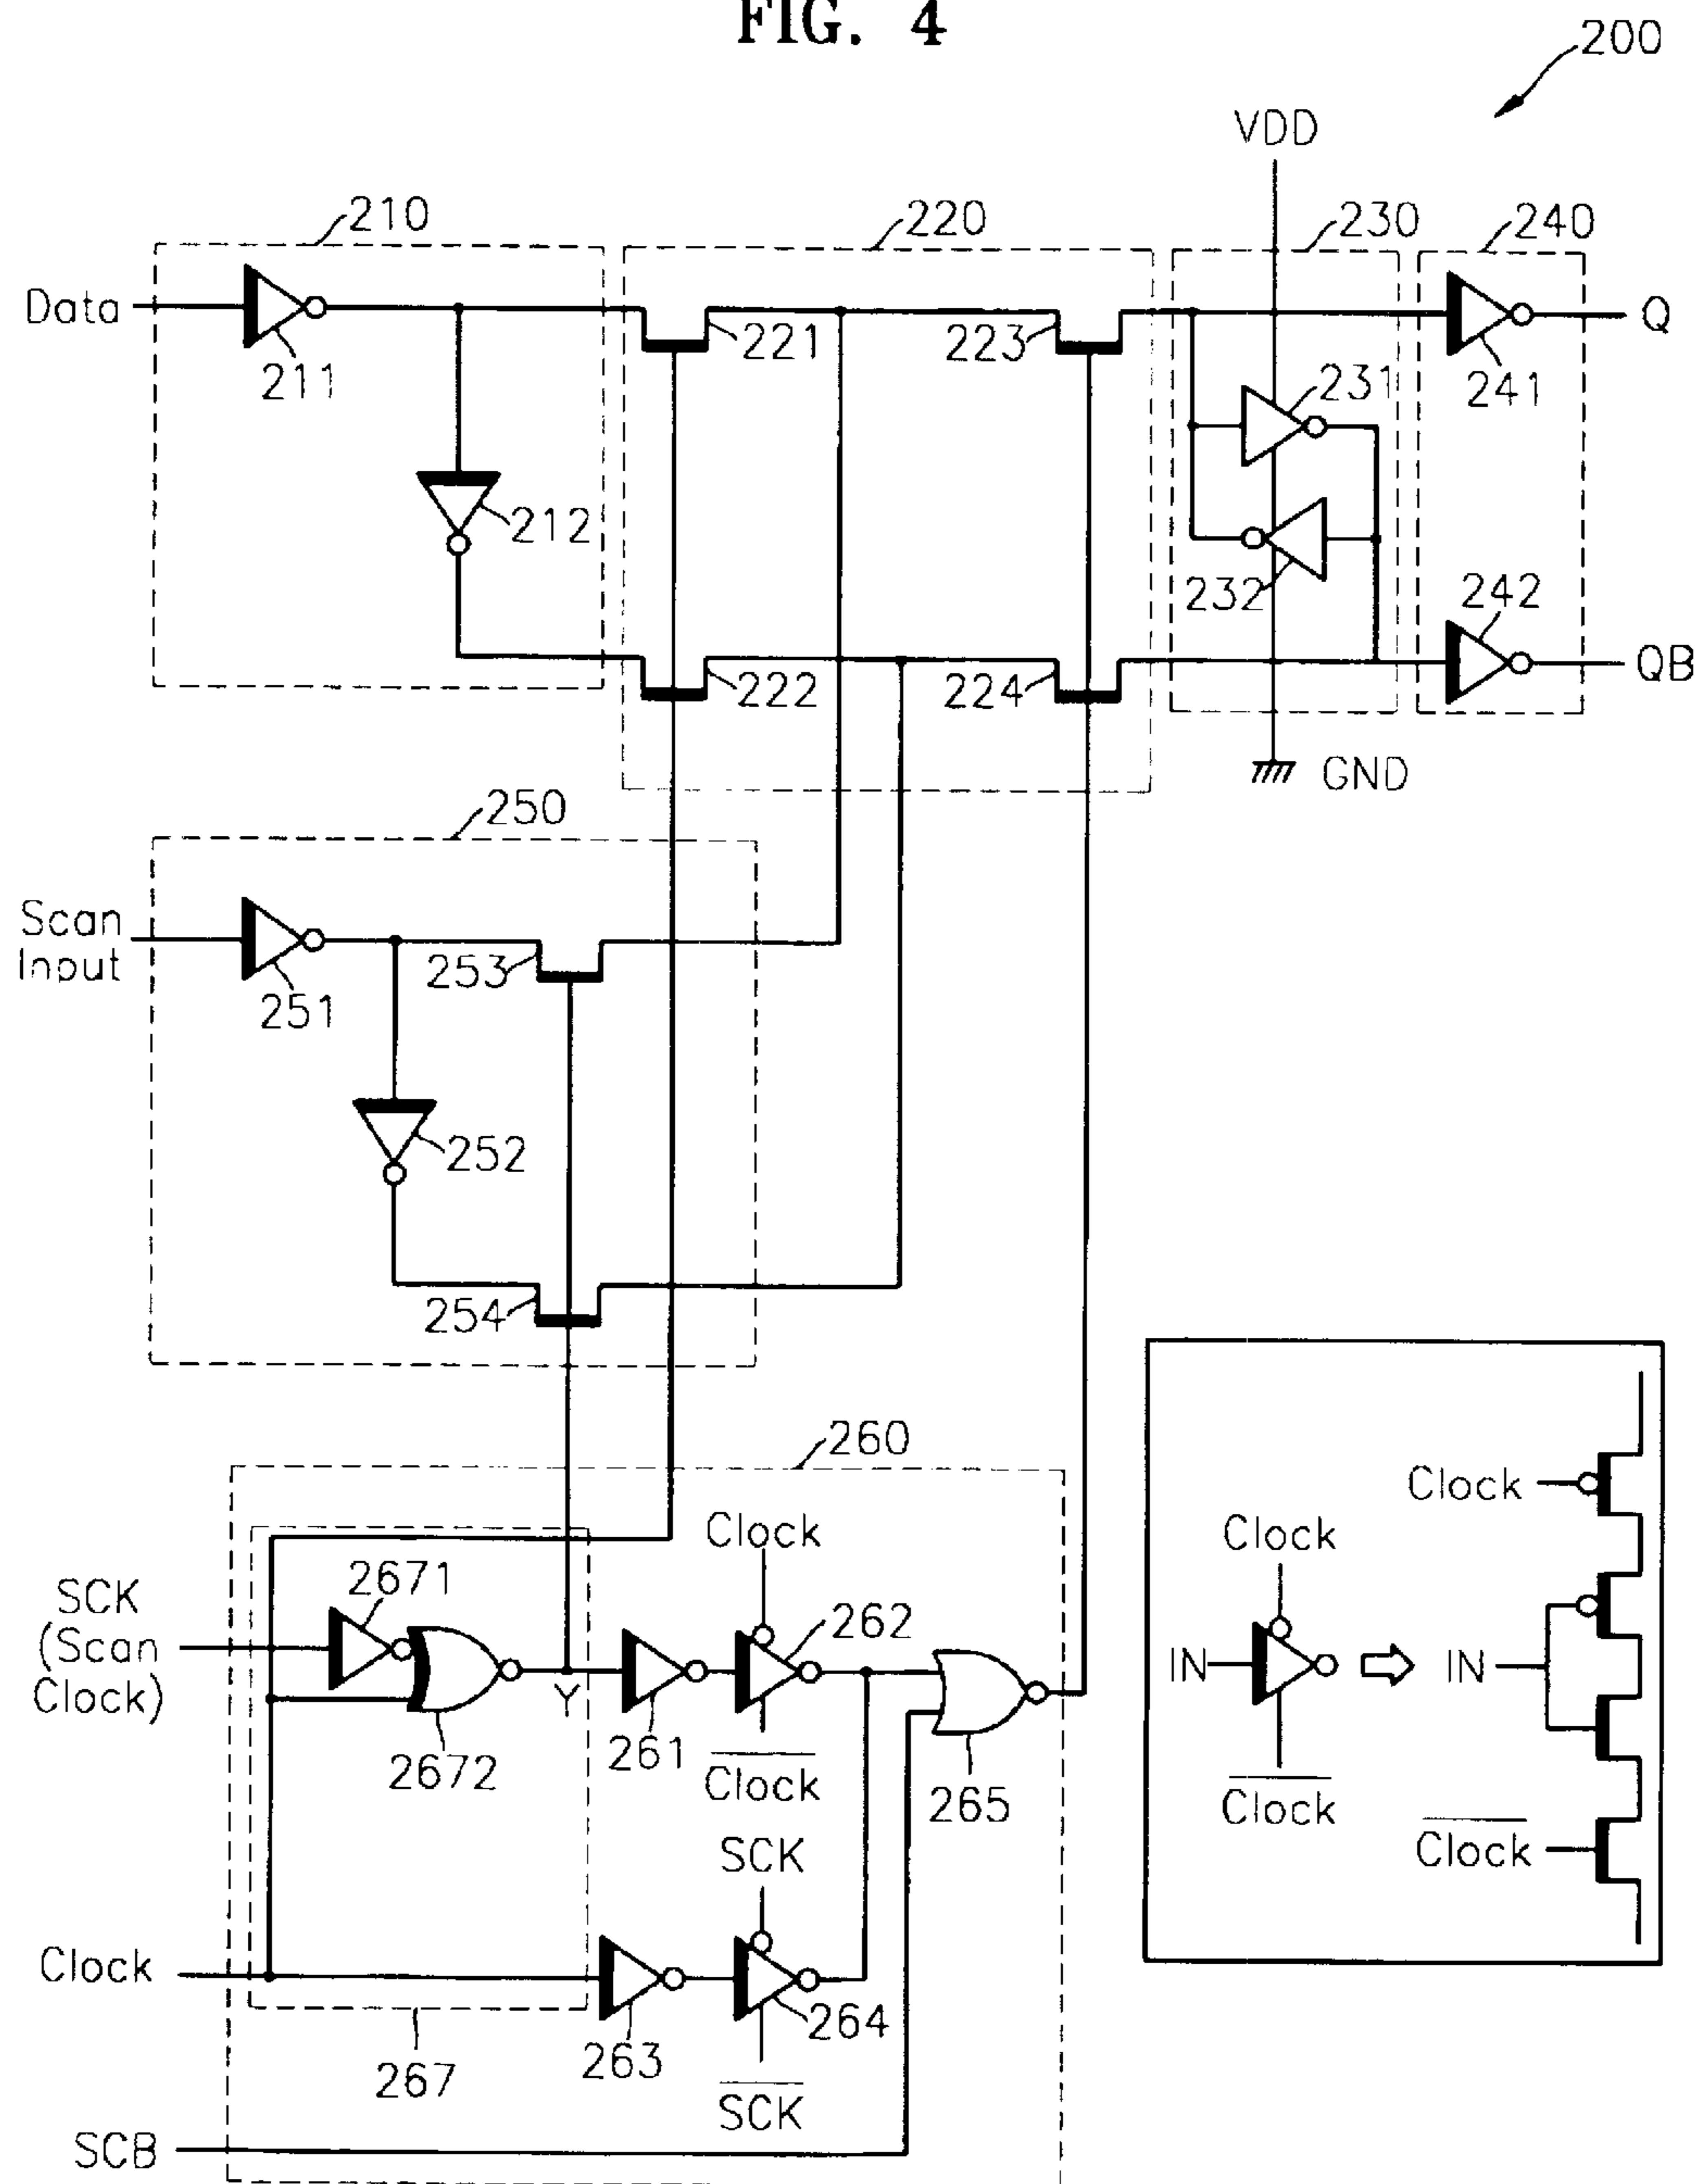 FIG. 4
200
VDD
210
220
230
240
Data
211
221
223
231
241
Q
212
232
242
222
224
QB
GND
250
Scan
Input
251
253
252
254
260
Clock
2671
SCK
(Scan
Clock)
262
Y
2672
261
Clock
265
SCK
Clock
263
264
267
SCK
SCB
Clock
Clock
IN
IN
Clock
Clock